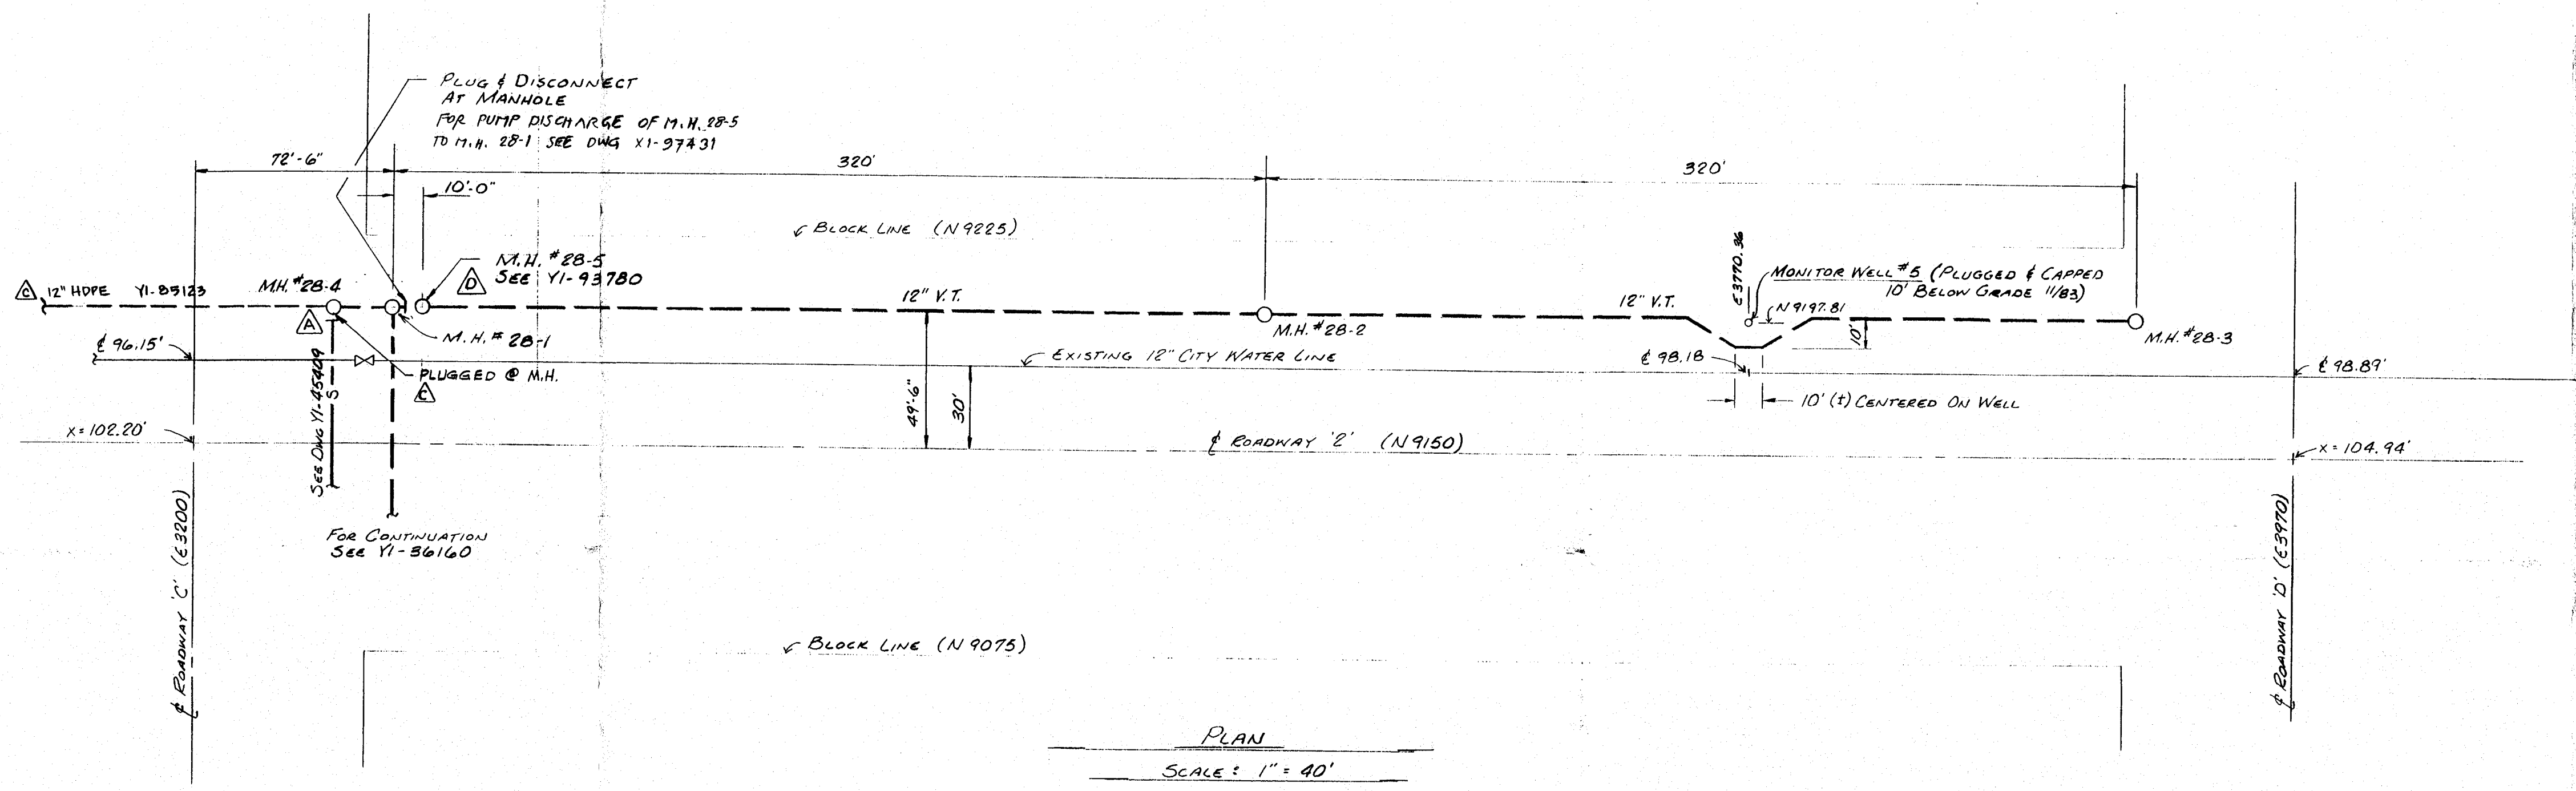 PLUG & DISCONNECT
AT MANHOLE
FOR PUMP DISCHARGE OF M.H. 28-5
TO M.H. 28-1 SEE DWG X1-97431
72'-6"
320'
320'
10'-0"
BLOCK LINE (N9225)
M.H. #28-5
D SEE Y1-93780
C 12" HDPE Y1-85123
M.H. #28-4
12" V.T.
12" V.T.
E3770.36
MONITOR WELL #5 (PLUGGED & CAPPED
10' BELOW GRADE 11/83)
N9197.81
A
M.H. # 28-1
M.H. #28-2
10'
M.H. #28-3
₵ 96.15'
EXISTING 12" CITY WATER LINE
₵ 98.18
₵ 98.89'
PLUGGED @ M.H.
C
S
SEE DWG Y1-45409
49'-6"
30'
10' (±) CENTERED ON WELL
X=102.20'
₵ ROADWAY '2' (N9150)
X=104.94'
FOR CONTINUATION
SEE Y1-36160
₵ ROADWAY 'C' (E3200)
₵ ROADWAY 'D' (E3970)
BLOCK LINE (N9075)
PLAN
SCALE: 1" = 40'